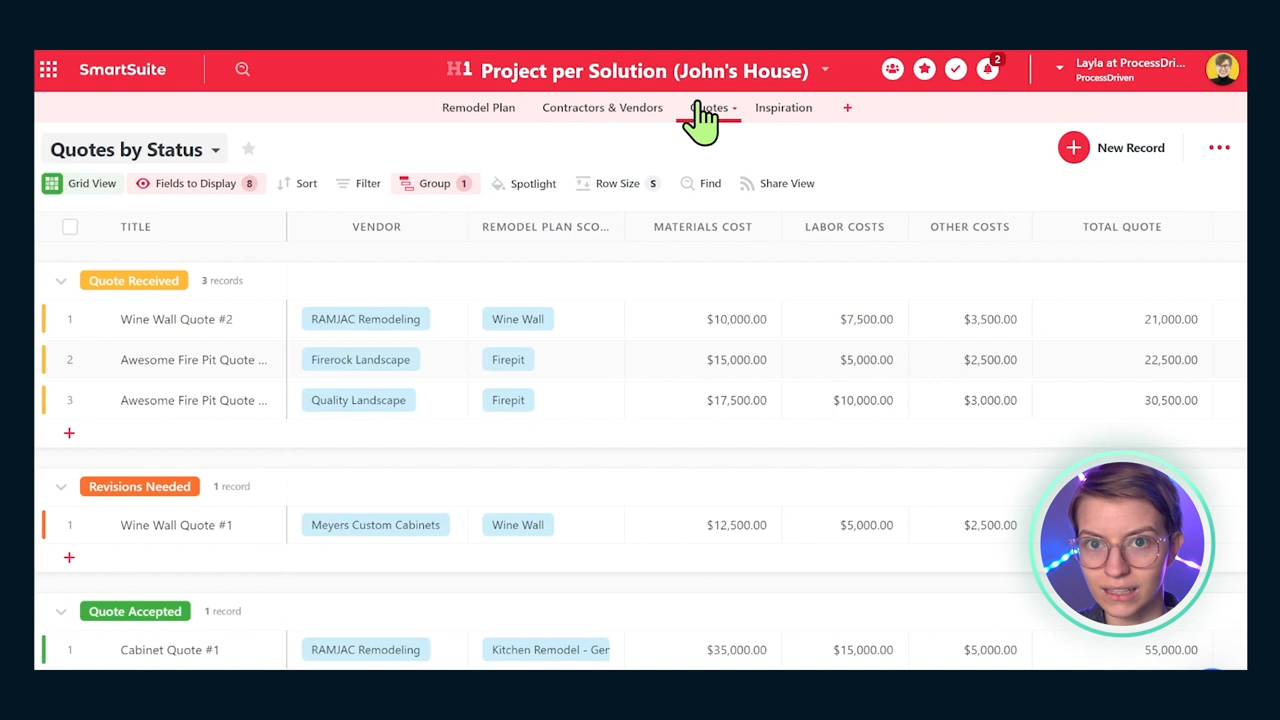 SmartSuite
H1 Project per Solution (John's House)
2
Layla at ProcessDri...
ProcessDriven
Remodel Plan
Contractors & Vendors
Quotes
Inspiration
Quotes by Status
New Record
Grid View
Fields to Display 8
Sort
Filter
Group 1
Spotlight
Row Size S
Find
Share View
TITLE VENDOR REMODEL PLAN SCO... MATERIALS COST LABOR COSTS OTHER COSTS TOTAL QUOTE
Quote Received 3 records
1 Wine Wall Quote #2 RAMJAC Remodeling Wine Wall $10,000.00 $7,500.00 $3,500.00 21,000.00
2 Awesome Fire Pit Quote ... Firerock Landscape Firepit $15,000.00 $5,000.00 $2,500.00 22,500.00
3 Awesome Fire Pit Quote ... Quality Landscape Firepit $17,500.00 $10,000.00 $3,000.00 30,500.00
Revisions Needed 1 record
1 Wine Wall Quote #1 Meyers Custom Cabinets Wine Wall $12,500.00 $5,000.00 $2,500.00
Quote Accepted 1 record
1 Cabinet Quote #1 RAMJAC Remodeling Kitchen Remodel - Ger $35,000.00 $15,000.00 $5,000.00 55,000.00